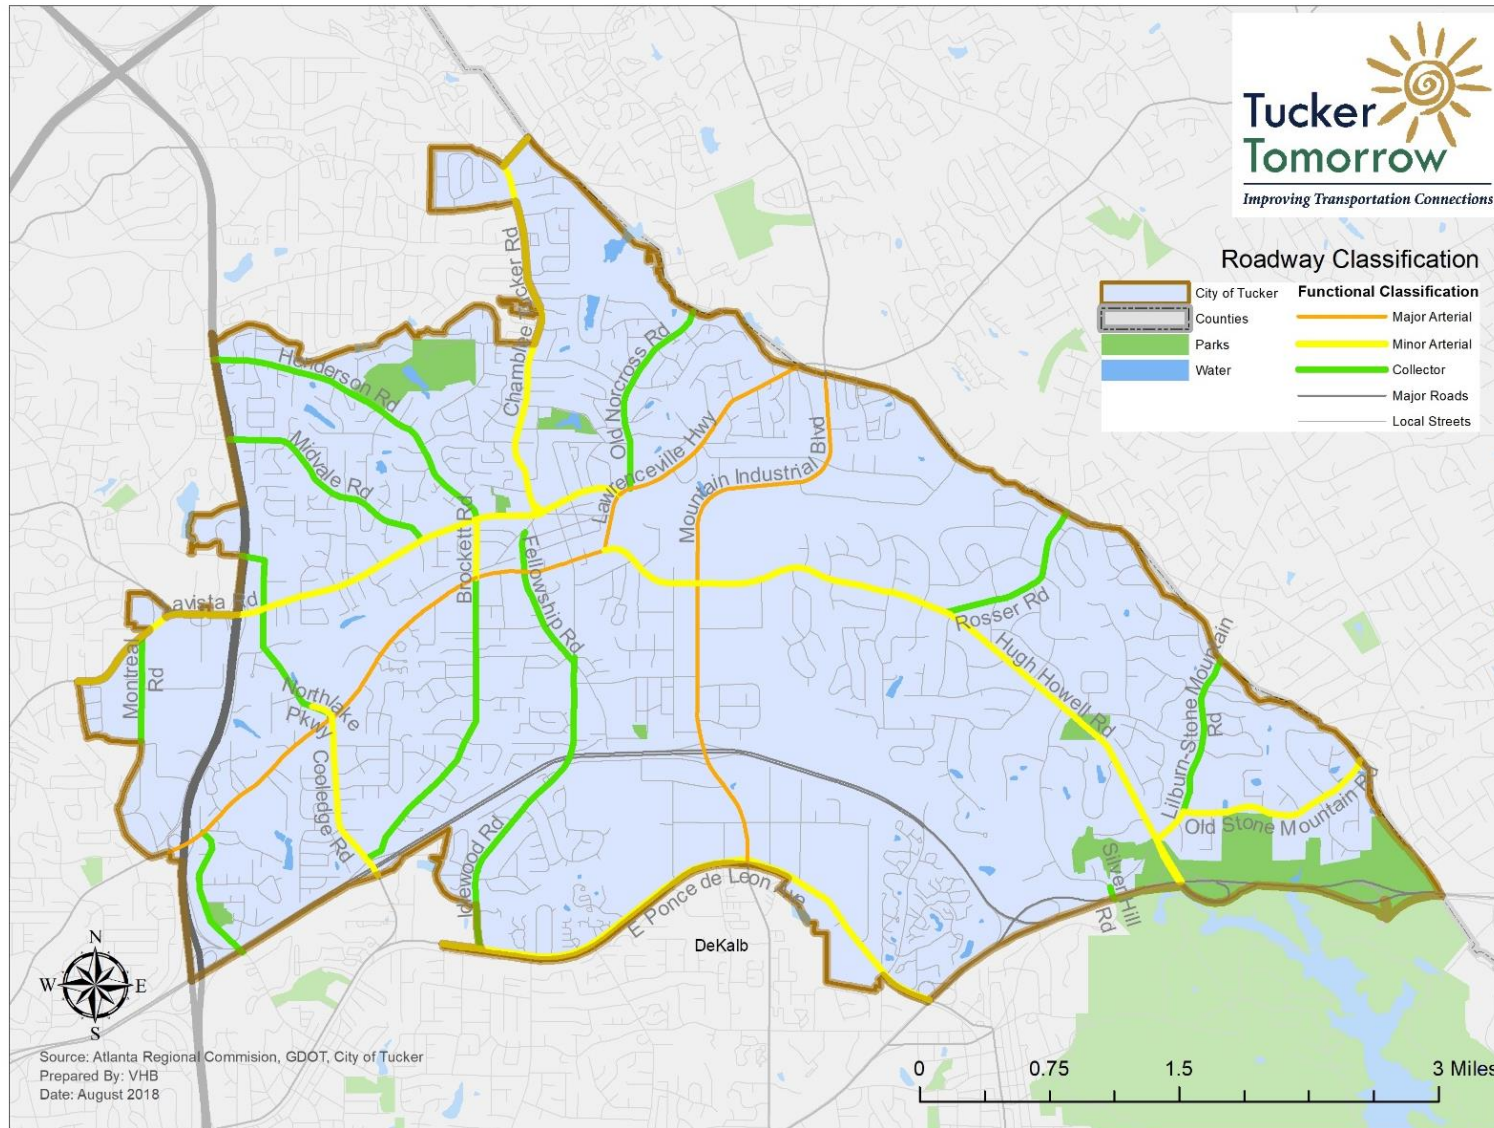 Tucker
Tomorrow
Improving Transportation Connections
Roadway Classification
City of Tucker
Counties
Parks
Water
Functional Classification
Major Arterial
Minor Arterial
Collector
Major Roads
Local Streets
Chamblee Tucker Rd
Henderson Rd
Midvale Rd
Old Norcross Rd
Lawrenceville Hwy
Mountain Industrial Blvd
Brockett Rd
Fellowship Rd
avista Rd
Montreal
Rd
Northlake
Pkwy
Cooledge Rd
Idlewood Rd
E Ponce de Leon Ave
Rosser Rd
Hugh Howell Rd
Lilburn-Stone Mountain
Rd
Old Stone Mountain Rd
Silver Hill
Rd
DeKalb
N
W
E
S
Source: Atlanta Regional Commision, GDOT, City of Tucker
Prepared By: VHB
Date: August 2018
0
0.75
1.5
3 Miles